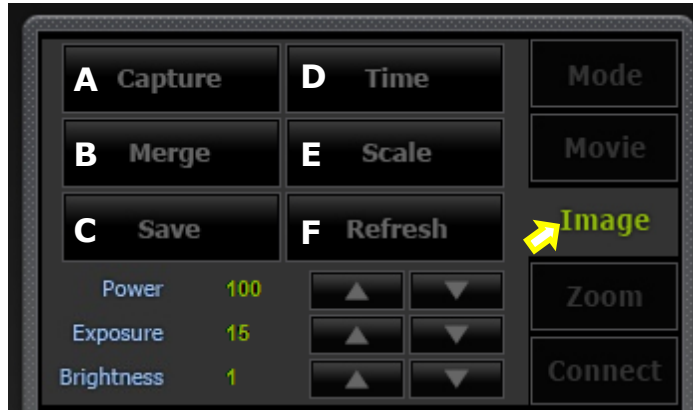 A Capture
D Time
B Merge
E Scale
C Save
F Refresh
Power 100
Exposure 15
Brightness 1
Mode
Movie
Image
Zoom
Connect